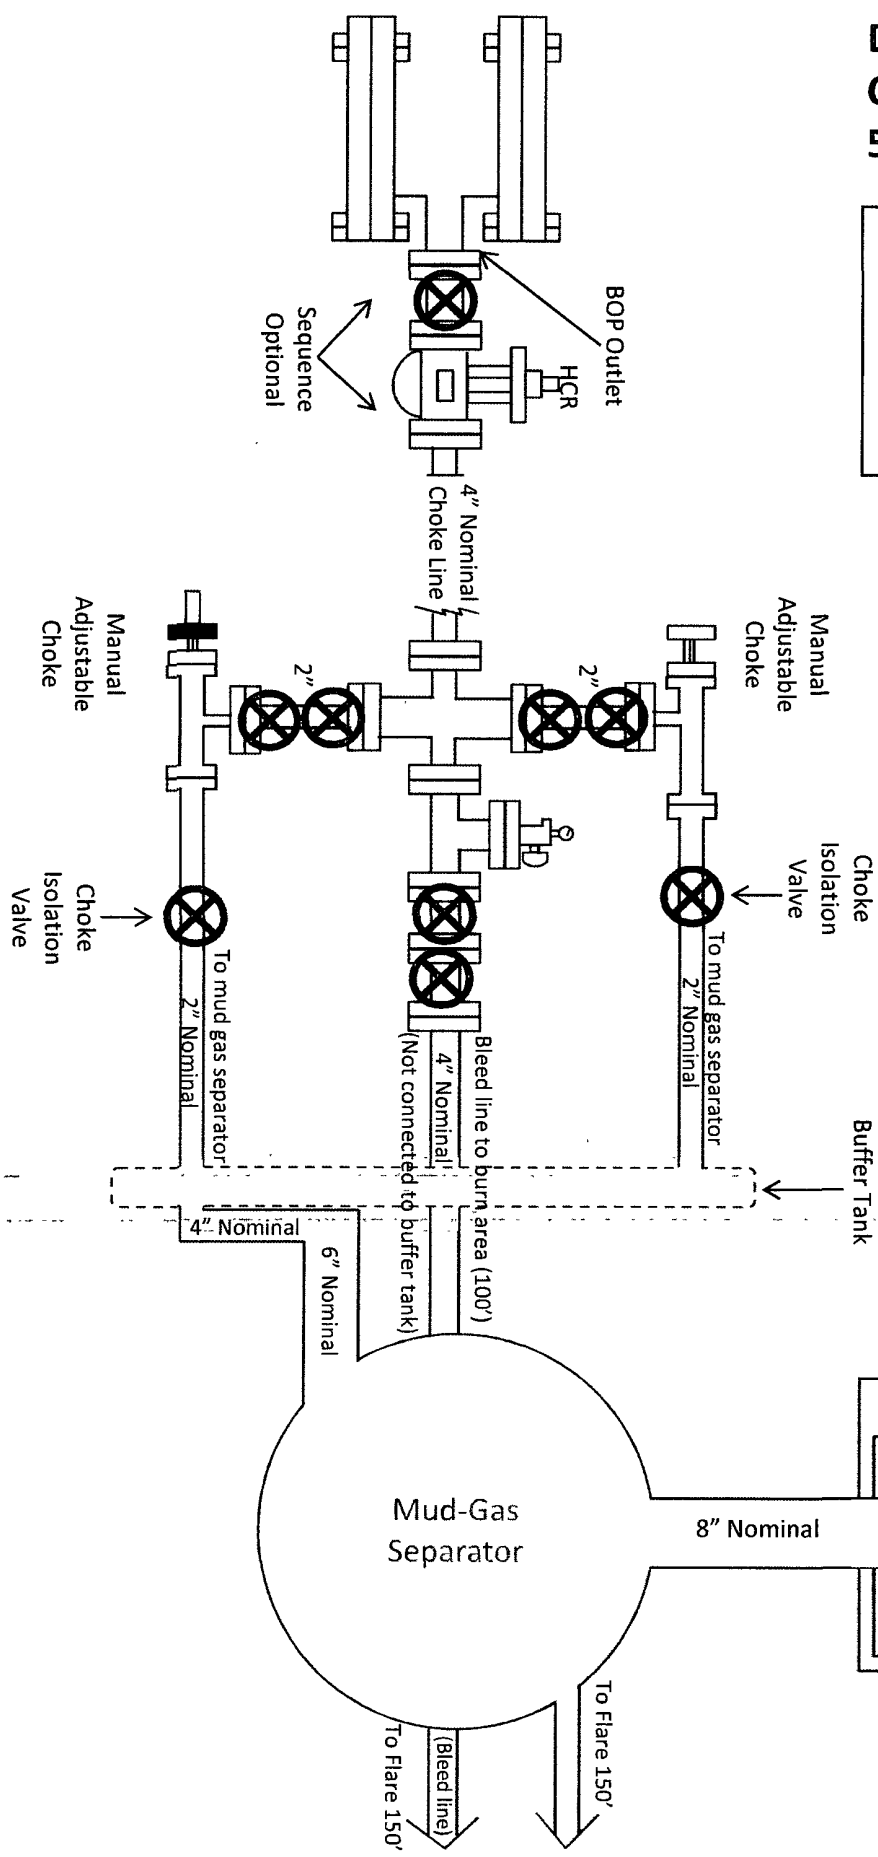 BOP Outlet
HCR
Sequence
Optional
4” Nominal
Choke Line
Manual
Adjustable
Choke
2”
2”
Manual
Adjustable
Choke
Choke
Isolation
Valve
Choke
Isolation
Valve
To mud gas separator
2” Nominal
To mud gas separator
2” Nominal
Bleed line to burn area (100’)
4” Nominal
(Not connected to buffer tank)
Buffer Tank
4” Nominal
6” Nominal
Mud-Gas
Separator
8” Nominal
To Flare 150’
(Bleed line)
To Flare 150’